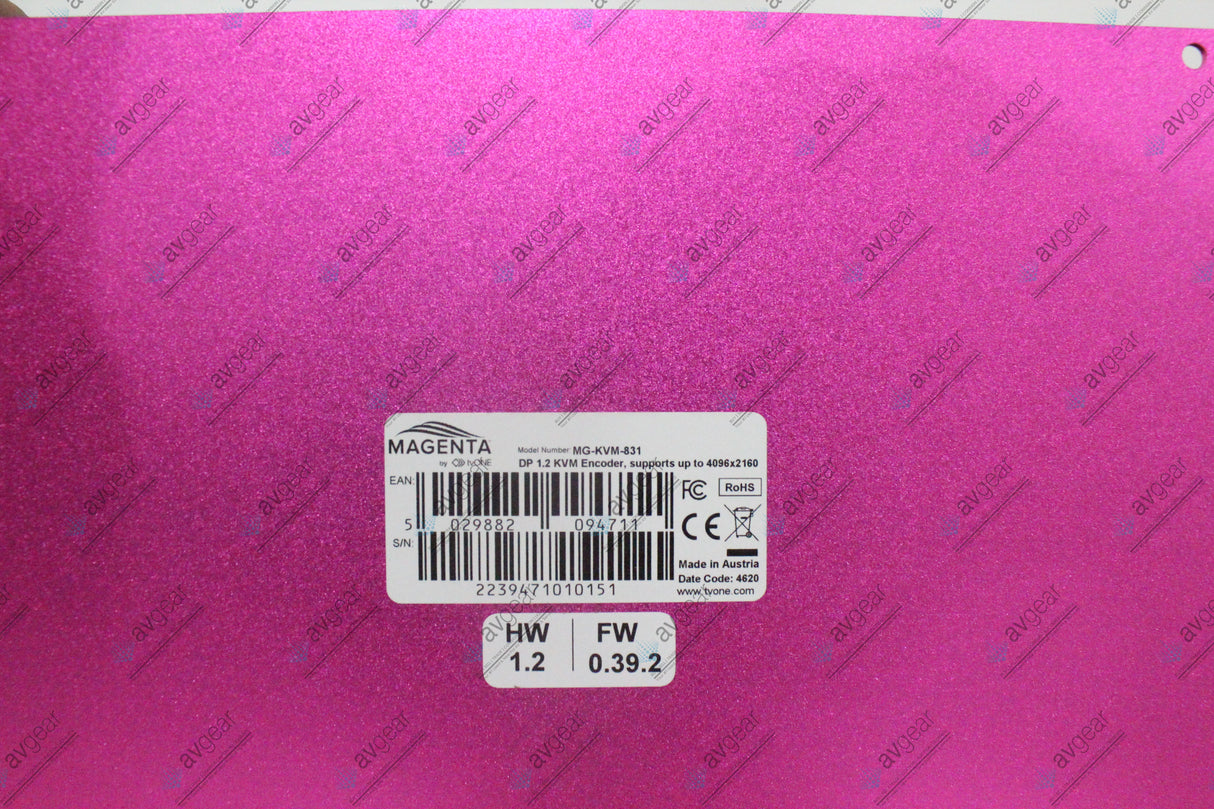 MAGENTA
by tvONE
Model Number MG-KVM-831
DP 1.2 KVM Encoder, supports up to 4096x2160
EAN:
5 029882 094711
FC
RoHS
CE
S/N:
2239471010151
Made in Austria
Date Code: 4620
www.tvone.com
HW FW
1.2 0.39.2
avgear